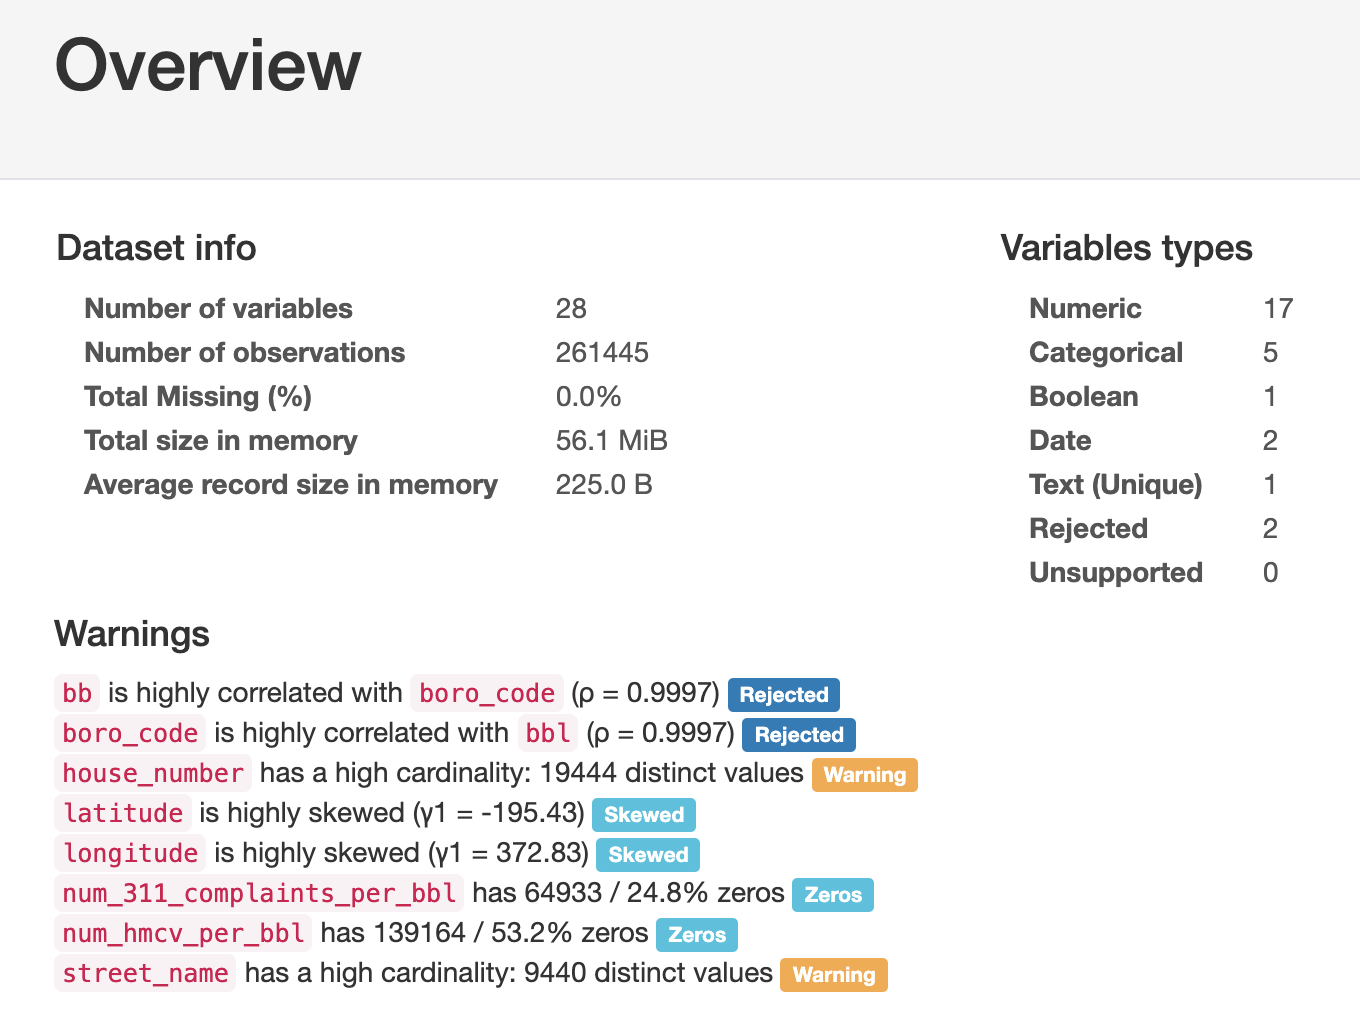 Overview
Dataset info
Number of variables 28
Number of observations 261445
Total Missing (%) 0.0%
Total size in memory 56.1 MiB
Average record size in memory 225.0 B
Variables types
Numeric 17
Categorical 5
Boolean 1
Date 2
Text (Unique) 1
Rejected 2
Unsupported 0
Warnings
bb is highly correlated with boro_code (ρ = 0.9997) Rejected
boro_code is highly correlated with bbl (ρ = 0.9997) Rejected
house_number has a high cardinality: 19444 distinct values Warning
latitude is highly skewed (γ1 = -195.43) Skewed
longitude is highly skewed (γ1 = 372.83) Skewed
num_311_complaints_per_bbl has 64933 / 24.8% zeros Zeros
num_hmcv_per_bbl has 139164 / 53.2% zeros Zeros
street_name has a high cardinality: 9440 distinct values Warning